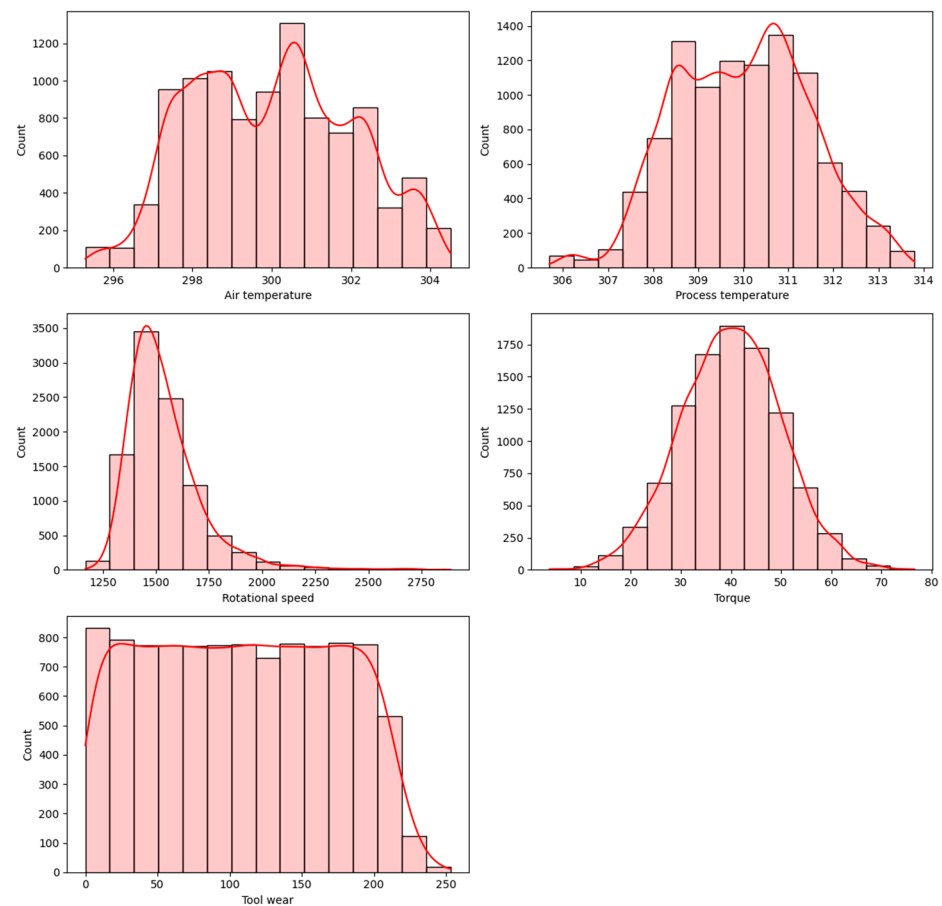 1200
1000
800
600
400
200
0
Count
296 298 300 302 304
Air temperature
1400
1200
1000
800
600
400
200
0
Count
306 307 308 309 310 311 312 313 314
Process temperature
3500
3000
2500
2000
1500
1000
500
0
Count
1250 1500 1750 2000 2250 2500 2750
Rotational speed
1750
1500
1250
1000
750
500
250
0
Count
10 20 30 40 50 60 70 80
Torque
800
700
600
500
400
300
200
100
0
Count
0 50 100 150 200 250
Tool wear